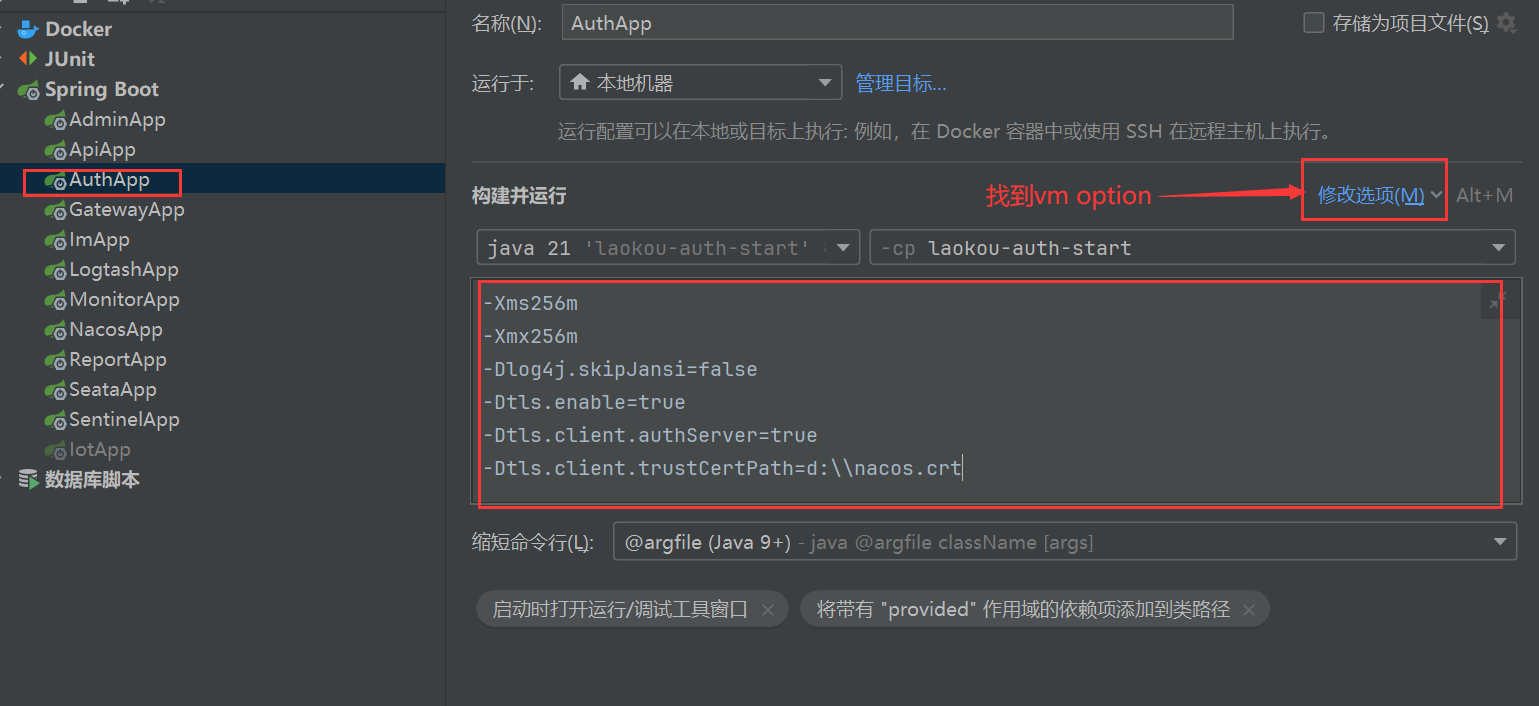 Docker
JUnit
Spring Boot
AdminApp
ApiApp
AuthApp
GatewayApp
ImApp
LogtashApp
MonitorApp
NacosApp
ReportApp
SeataApp
SentinelApp
IotApp
数据库脚本
名称(N): AuthApp 存储为项目文件(S)
运行于: 本地机器 管理目标...
运行配置可以在本地或目标上执行: 例如，在 Docker 容器中或使用 SSH 在远程主机上执行。
构建并运行 找到vm option 修改选项(M) Alt+M
java 21 'laokou-auth-start' -cp laokou-auth-start
-Xms256m
-Xmx256m
-Dlog4j.skipJansi=false
-Dtls.enable=true
-Dtls.client.authServer=true
-Dtls.client.trustCertPath=d:\\nacos.crt
缩短命令行(L): @argfile (Java 9+) - java @argfile className [args]
启动时打开运行/调试工具窗口 × 将带有 "provided" 作用域的依赖项添加到类路径 ×